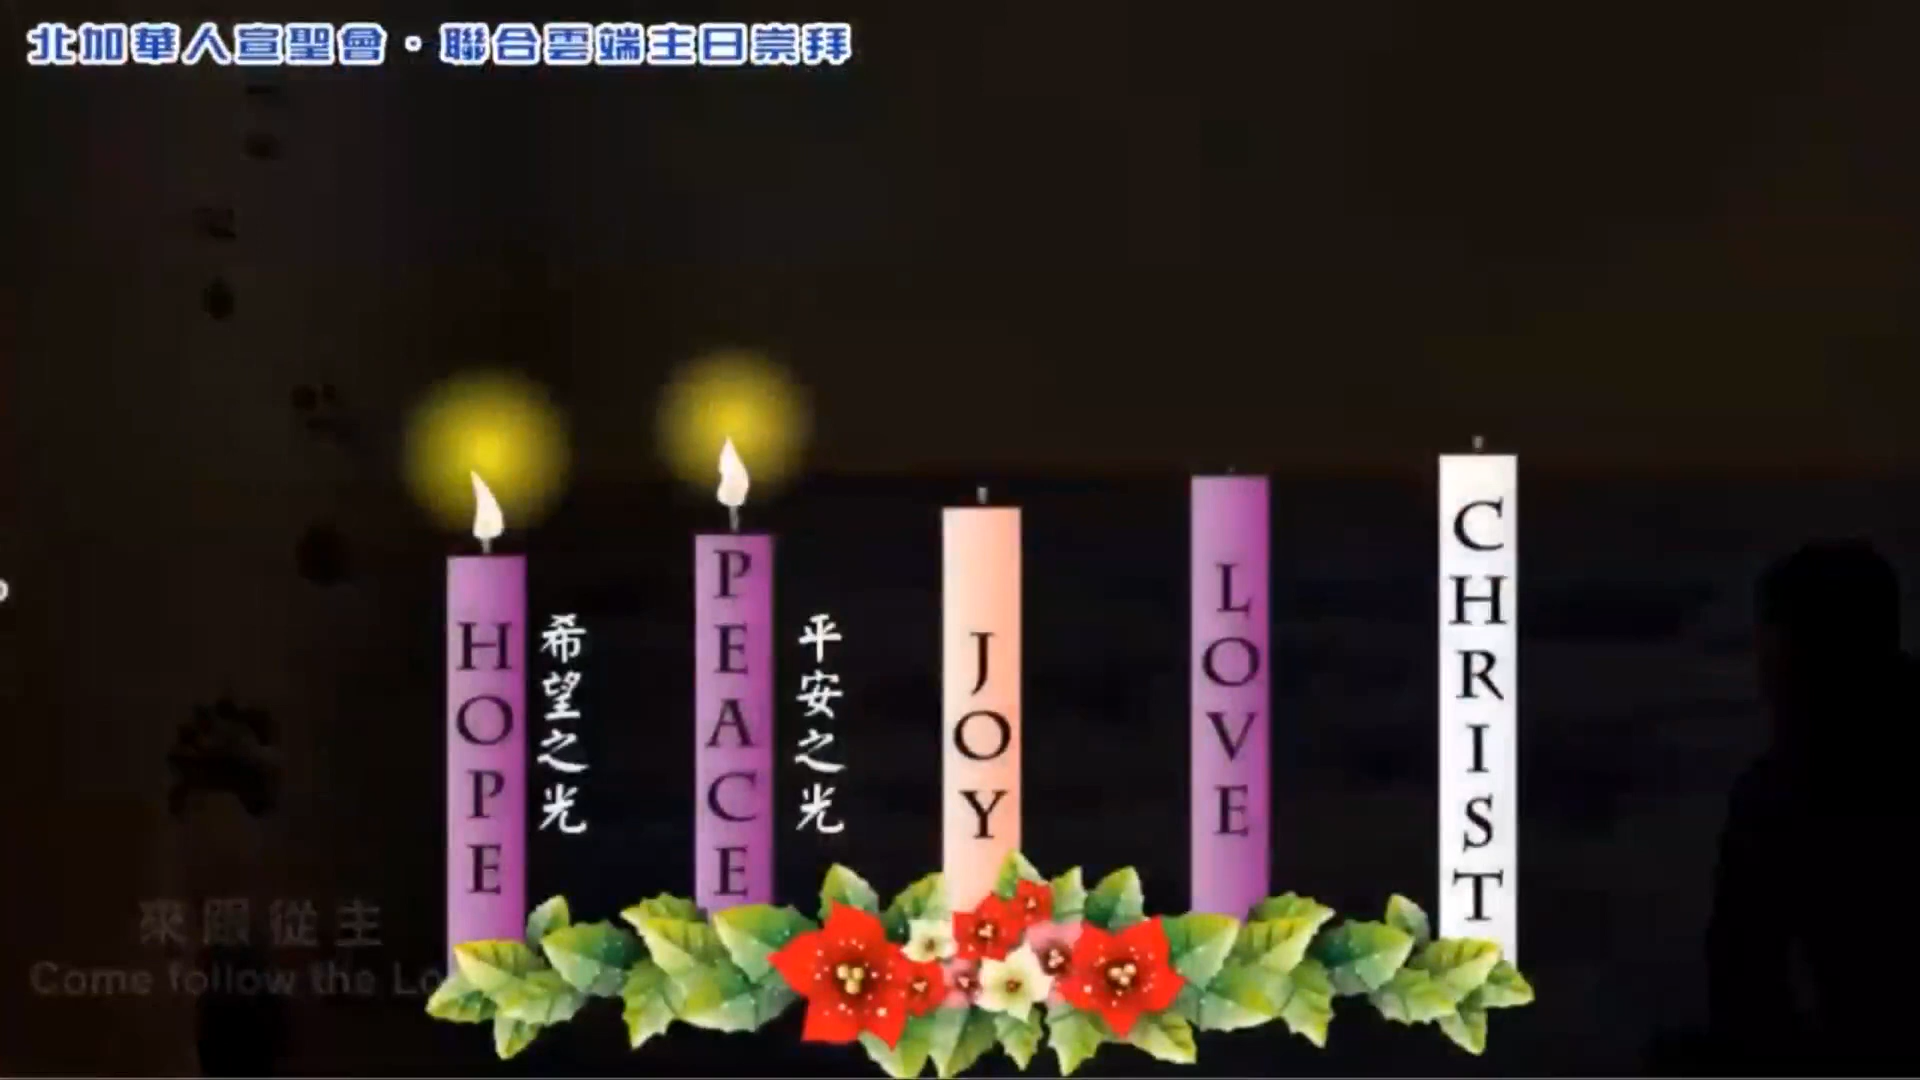 北加華人宣聖會・聯合雲端主日崇拜
HOPE
希望之光
PEACE
平安之光
JOY
LOVE
CHRIST
來跟從主
Come follow the Lo